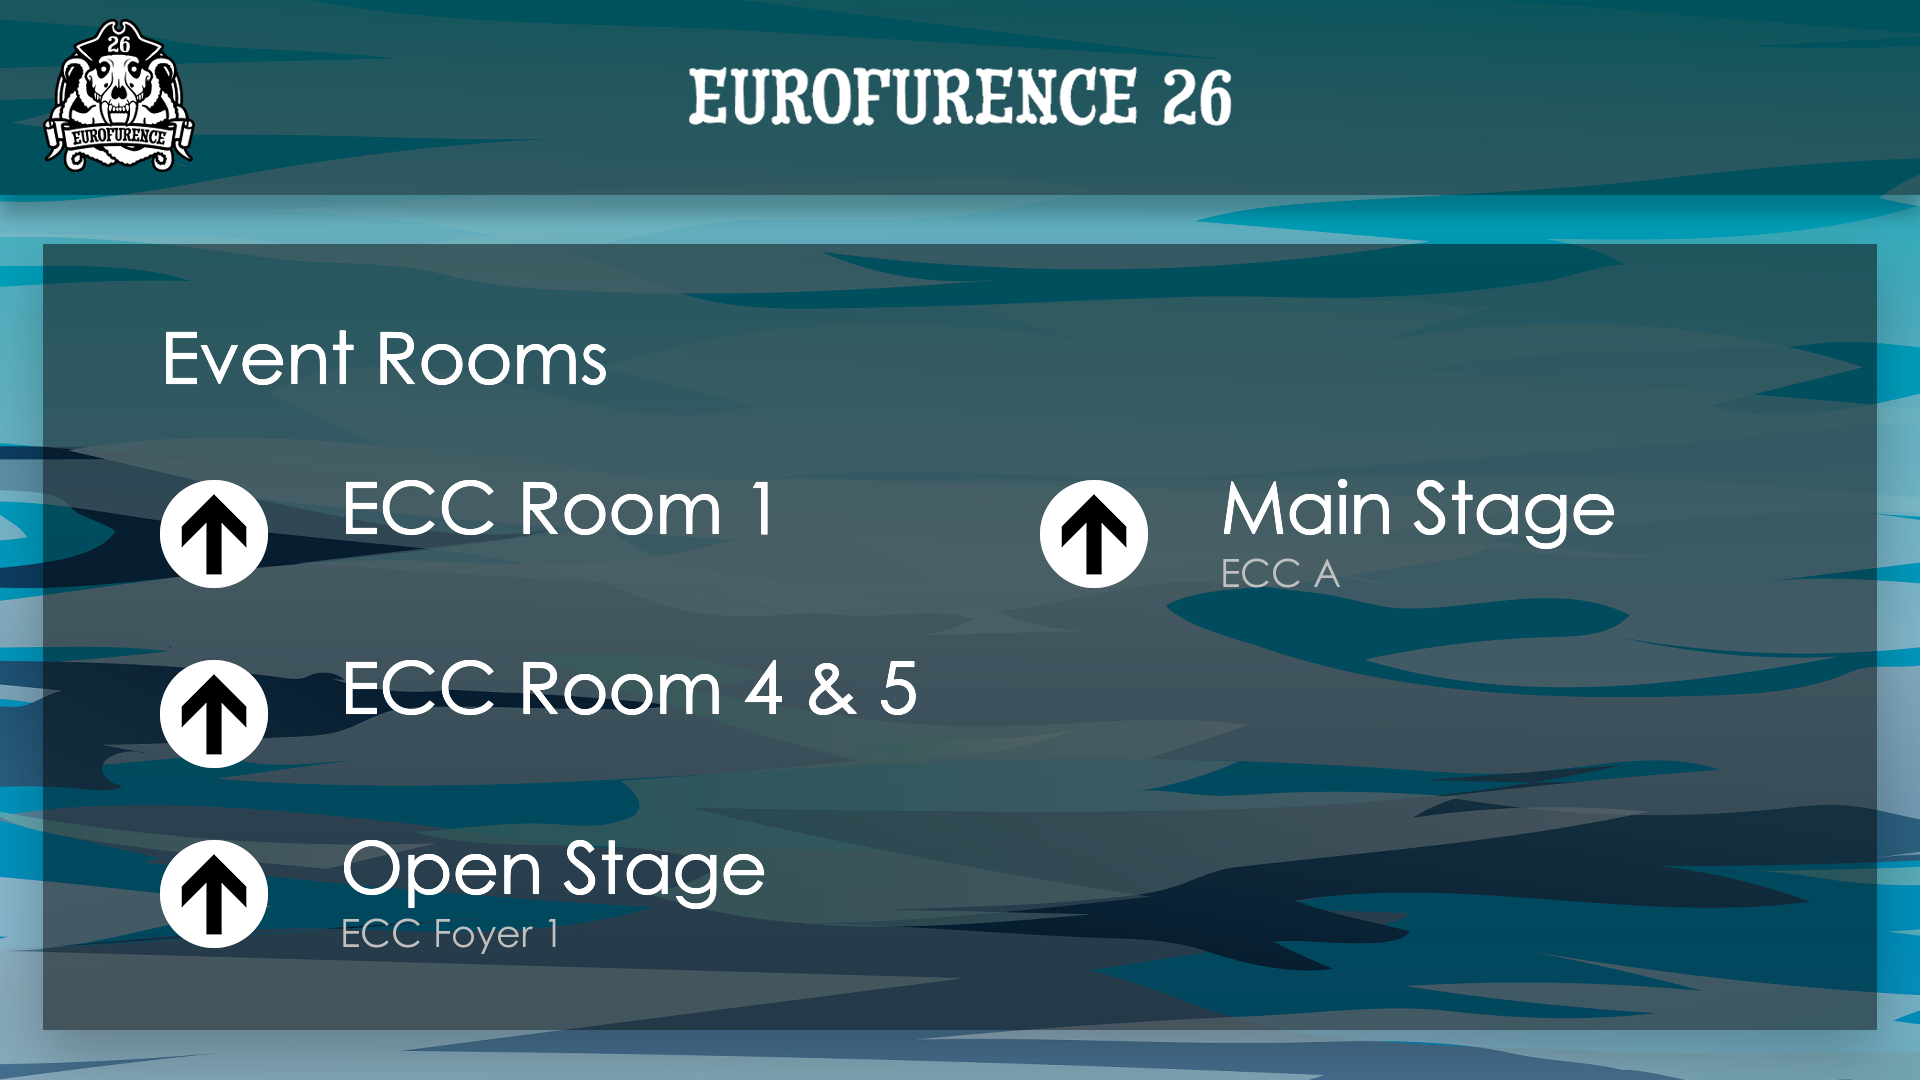 26
EUROFURENCE
EUROFURENCE 26
Event Rooms
ECC Room 1
Main Stage
ECC A
ECC Room 4 & 5
Open Stage
ECC Foyer 1